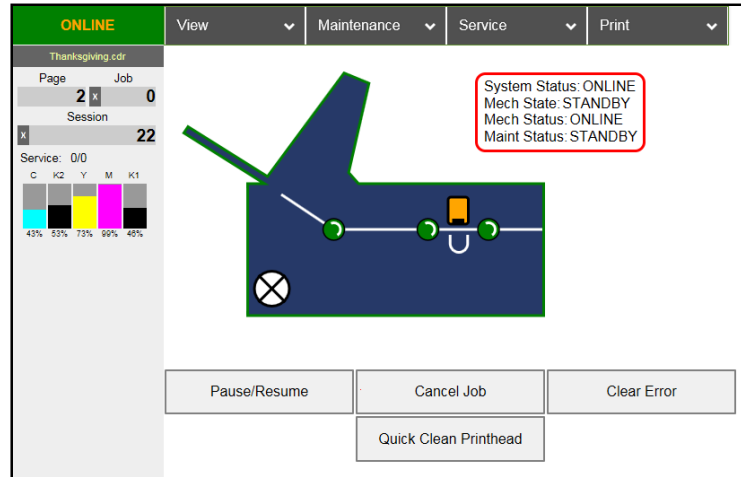 ONLINE View Maintenance Service Print
Thanksgiving.cdr
Page Job
2 x 0
Session
x 22
Service: 0/0
C K2 Y M K1
43% 53% 73% 99% 46%
System Status: ONLINE
Mech State: STANDBY
Mech Status: ONLINE
Maint Status: STANDBY
Pause/Resume Cancel Job Clear Error
Quick Clean Printhead